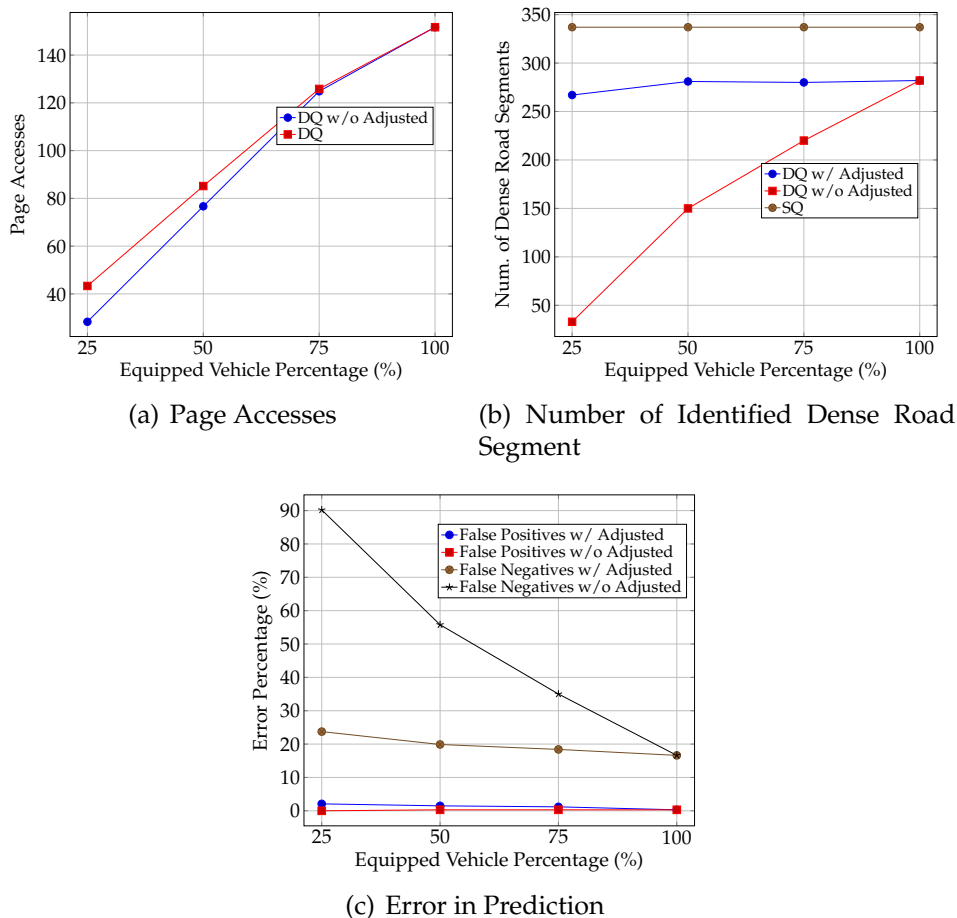 140
120
100
80
60
40
Page Accesses
DQ w/o Adjusted
DQ
25 50 75 100
Equipped Vehicle Percentage (%)
(a) Page Accesses
350
300
250
200
150
100
50
Num. of Dense Road Segments
DQ w/ Adjusted
DQ w/o Adjusted
SQ
25 50 75 100
Equipped Vehicle Percentage (%)
(b) Number of Identified Dense Road
Segment
90
80
70
60
50
40
30
20
10
0
Error Percentage (%)
False Positives w/ Adjusted
False Positives w/o Adjusted
False Negatives w/ Adjusted
False Negatives w/o Adjusted
25 50 75 100
Equipped Vehicle Percentage (%)
(c) Error in Prediction